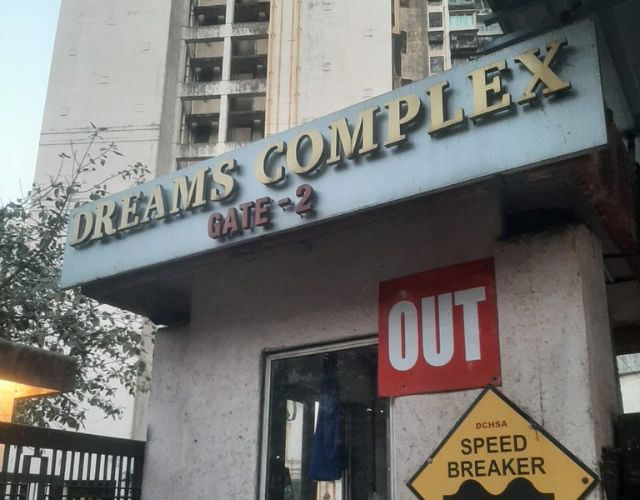 DREAMS COMPLEX
GATE - 2
OUT
DCHSA
SPEED
BREAKER